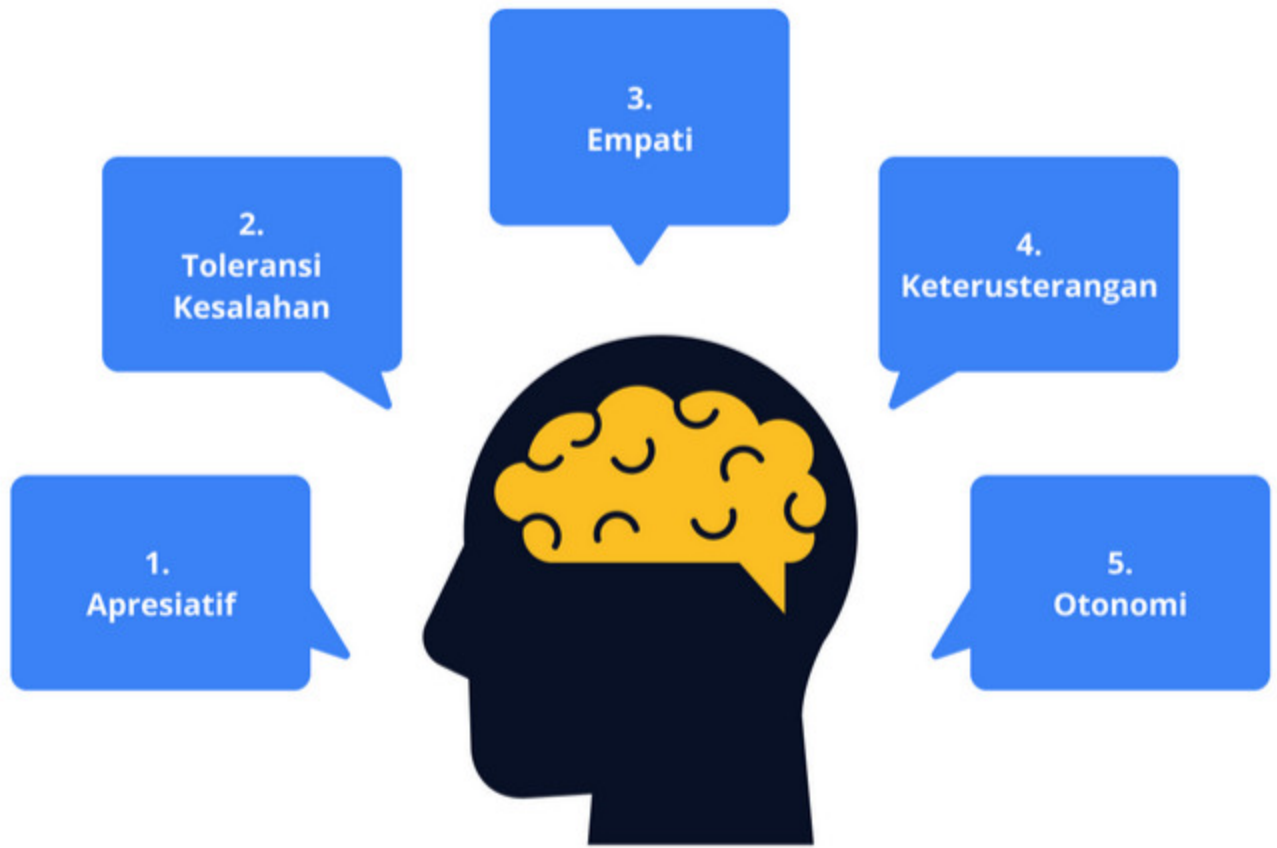 1.
Apresiatif
2.
Toleransi
Kesalahan
3.
Empati
4.
Keterusterangan
5.
Otonomi